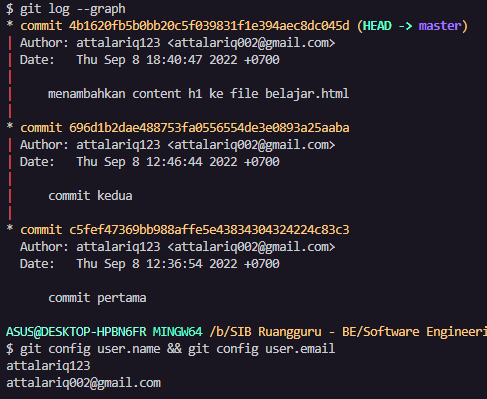 $ git log --graph
* commit 4b1620fb5b0bb20c5f039831f1e394aec8dc045d (HEAD -> master)
| Author: attalariq123 <attalariq002@gmail.com>
| Date:   Thu Sep 8 18:40:47 2022 +0700
|
|     menambahkan content h1 ke file belajar.html
|
* commit 696d1b2dae488753fa0556554de3e0893a25aaba
| Author: attalariq123 <attalariq002@gmail.com>
| Date:   Thu Sep 8 12:46:44 2022 +0700
|
|     commit kedua
|
* commit c5fef47369bb988affe5e43834304324224c83c3
  Author: attalariq123 <attalariq002@gmail.com>
  Date:   Thu Sep 8 12:36:54 2022 +0700

      commit pertama

ASUS@DESKTOP-HPBN6FR MINGW64 /b/SIB Ruangguru - BE/Software Engineeri
$ git config user.name && git config user.email
attalariq123
attalariq002@gmail.com